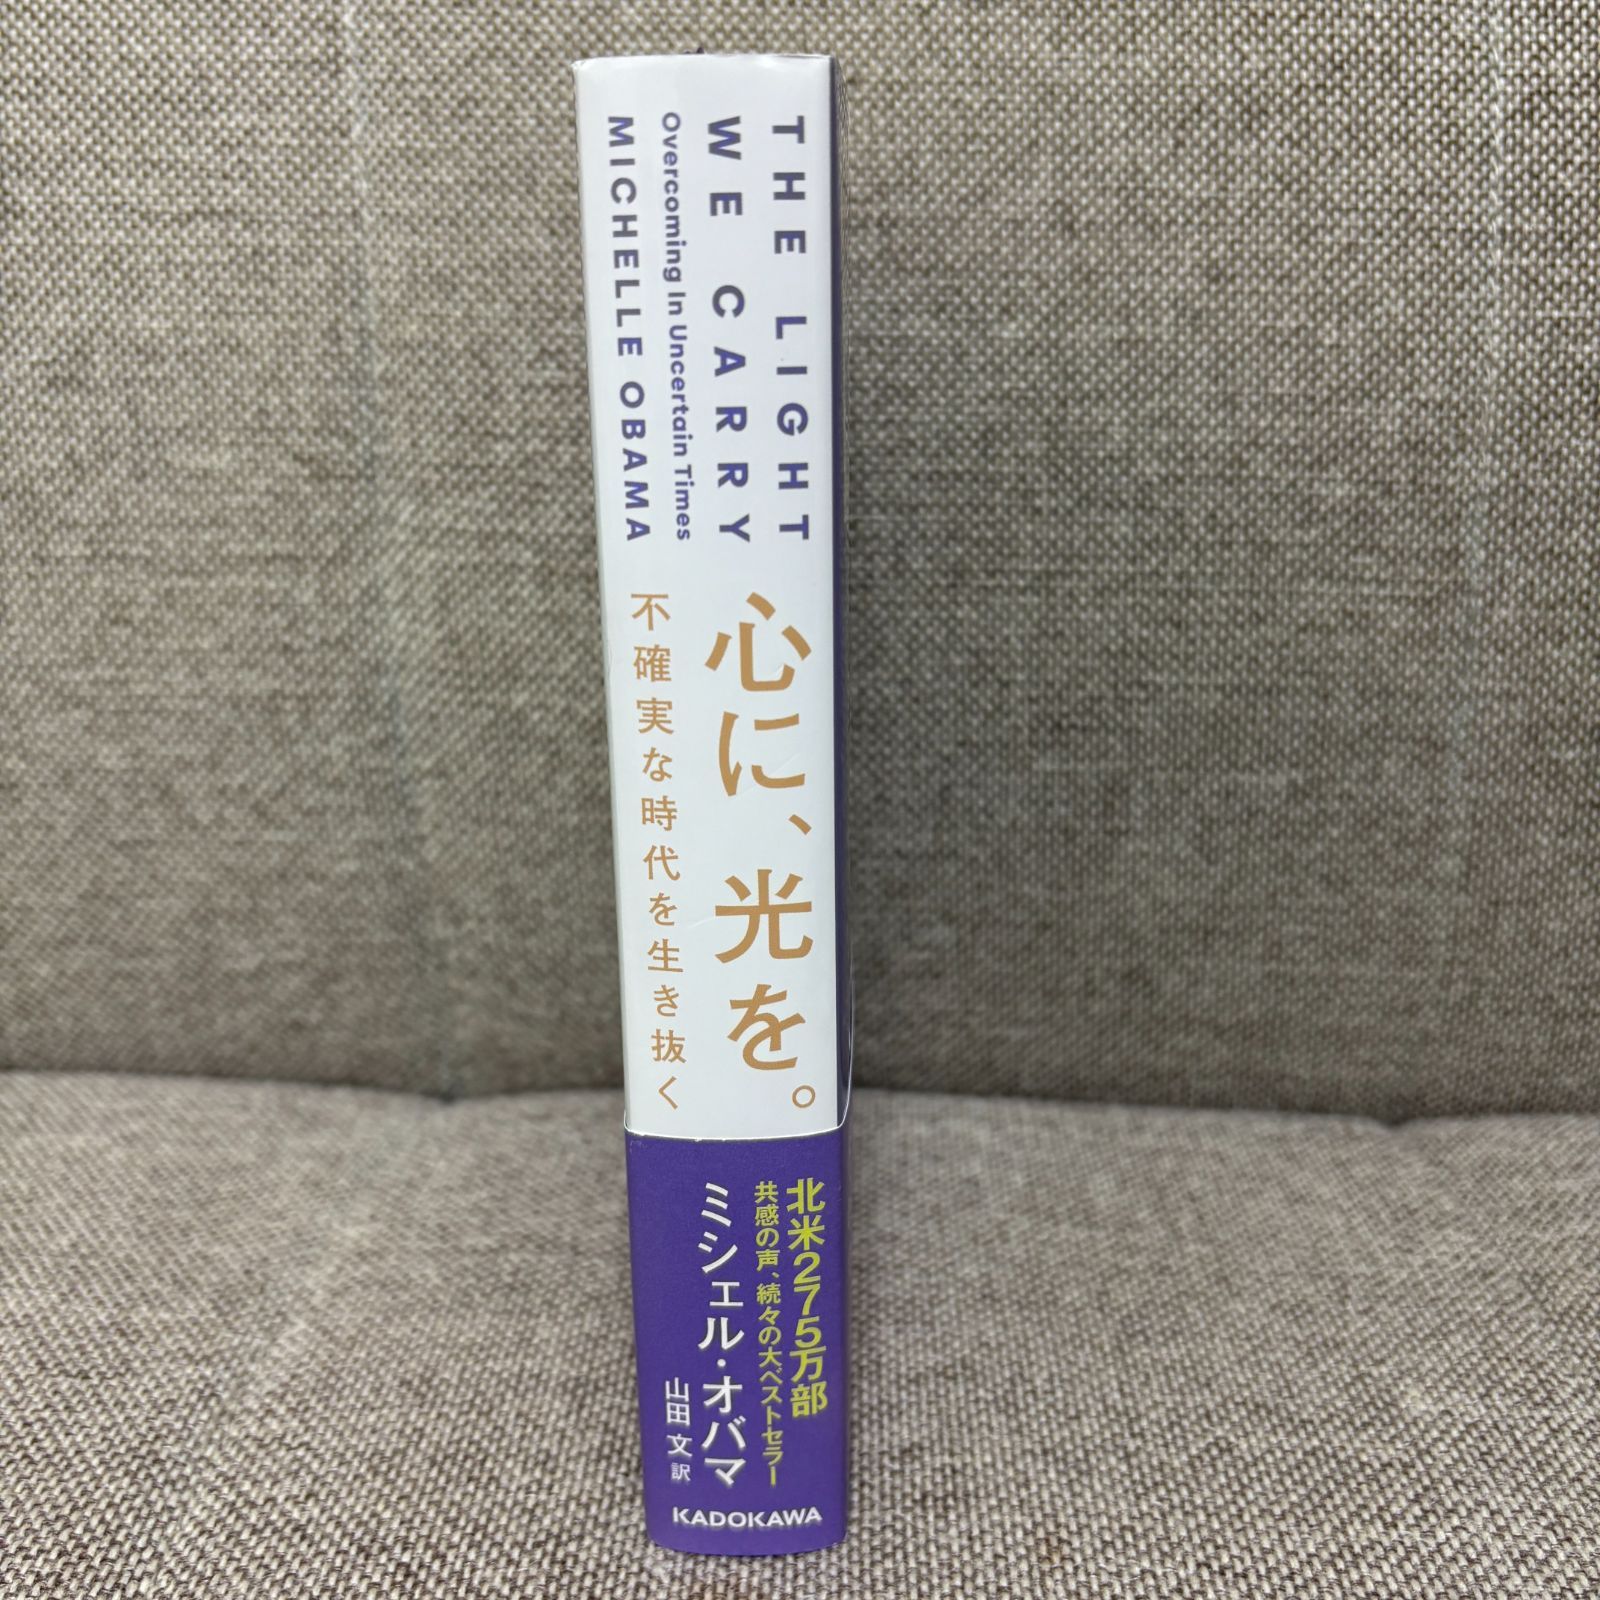 THE LIGHT
WE CARRY
Overcoming In Uncertain Times
MICHELLE OBAMA
心に、光を。
不確実な時代を生き抜く
北米275万部
共感の声、続々の大ベストセラー
ミシェル・オバマ
山田 文 訳
KADOKAWA